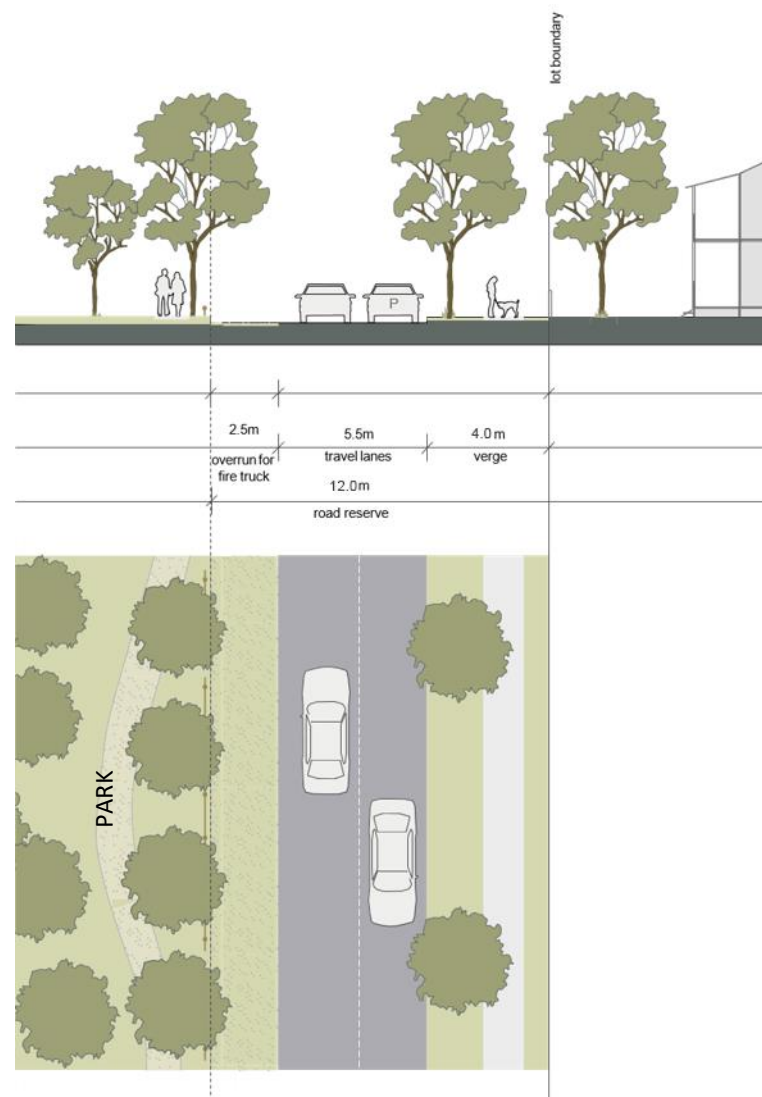 lot boundary
P
2.5m
5.5m
4.0 m
overrun for
fire truck
travel lanes
verge
12.0m
road reserve
PARK